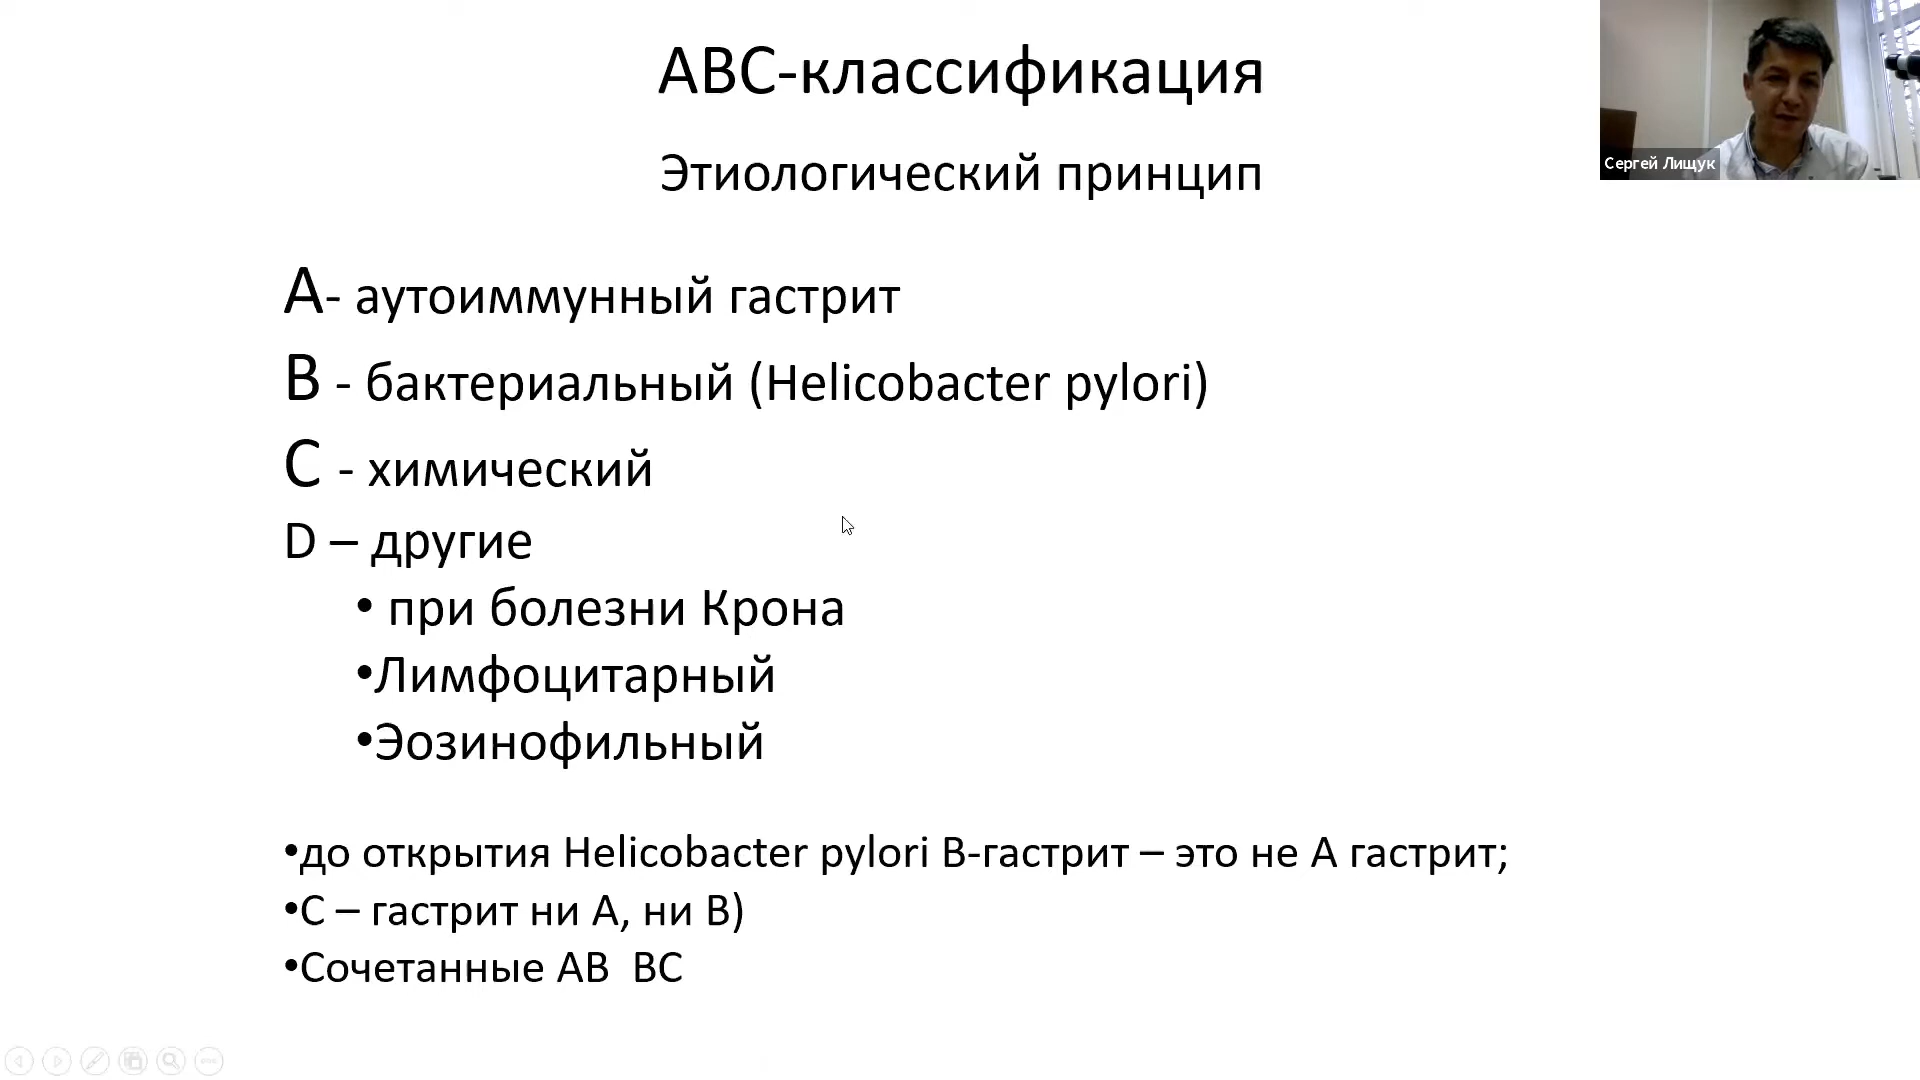 АВС-классификация
Сергей Лищук
Этиологический принцип
А- аутоиммунный гастрит
В - бактериальный (Helicobacter pylori)
С - химический
D – другие
• при болезни Крона
•Лимфоцитарный
•Эозинофильный
•до открытия Helicobacter pylori В-гастрит – это не А гастрит;
•С – гастрит ни А, ни В)
•Сочетанные АВ  ВС